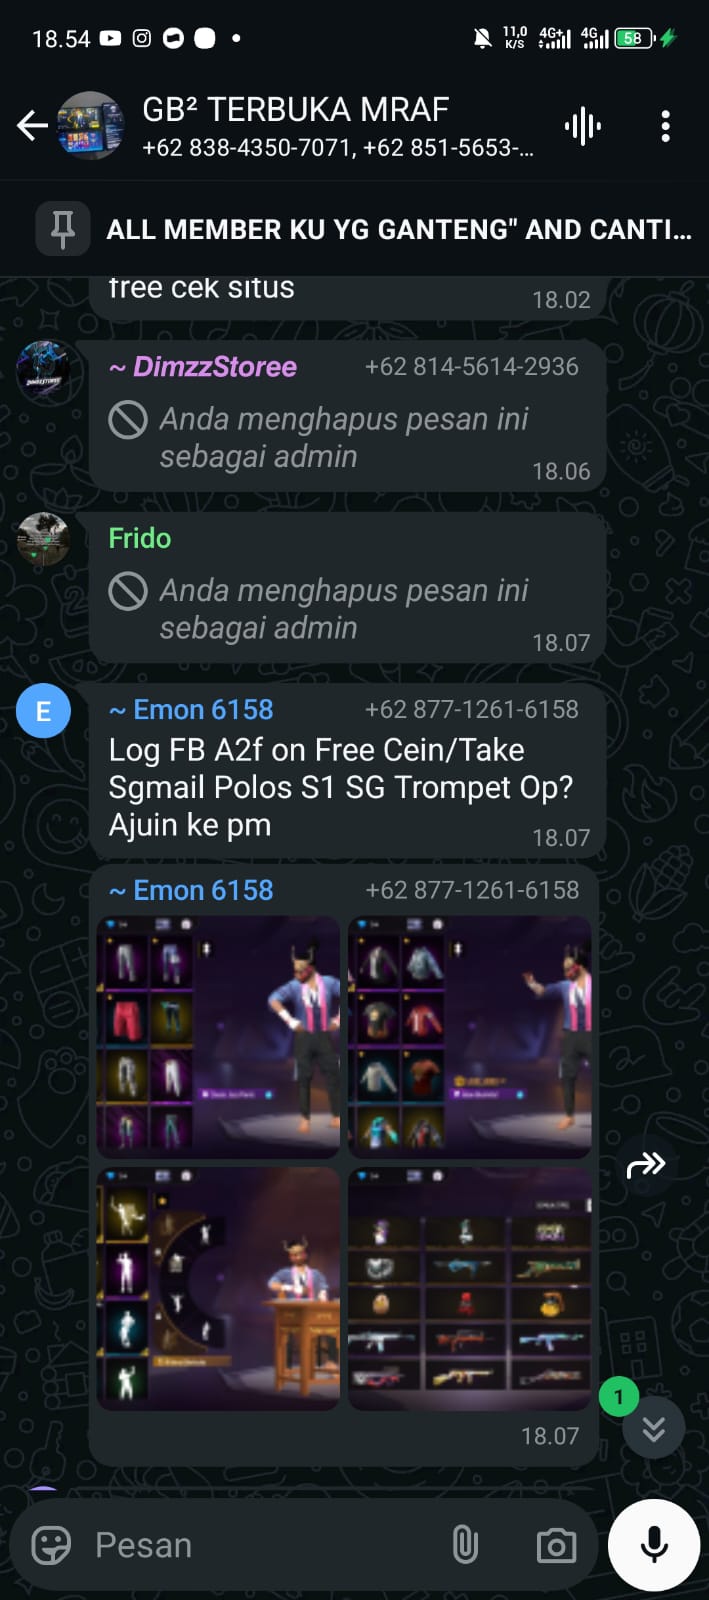 18.54
11,0 K/S 4G+ 4G 58
GB² TERBUKA MRAF
+62 838-4350-7071, +62 851-5653-...
ALL MEMBER KU YG GANTENG" AND CANTI...
free cek situs
18.02
~ DimzzStoree +62 814-5614-2936
Anda menghapus pesan ini
sebagai admin
18.06
Frido
Anda menghapus pesan ini
sebagai admin
18.07
E
~ Emon 6158 +62 877-1261-6158
Log FB A2f on Free Cein/Take
Sgmail Polos S1 SG Trompet Op?
Ajuin ke pm
18.07
~ Emon 6158 +62 877-1261-6158
18.07
1
Pesan